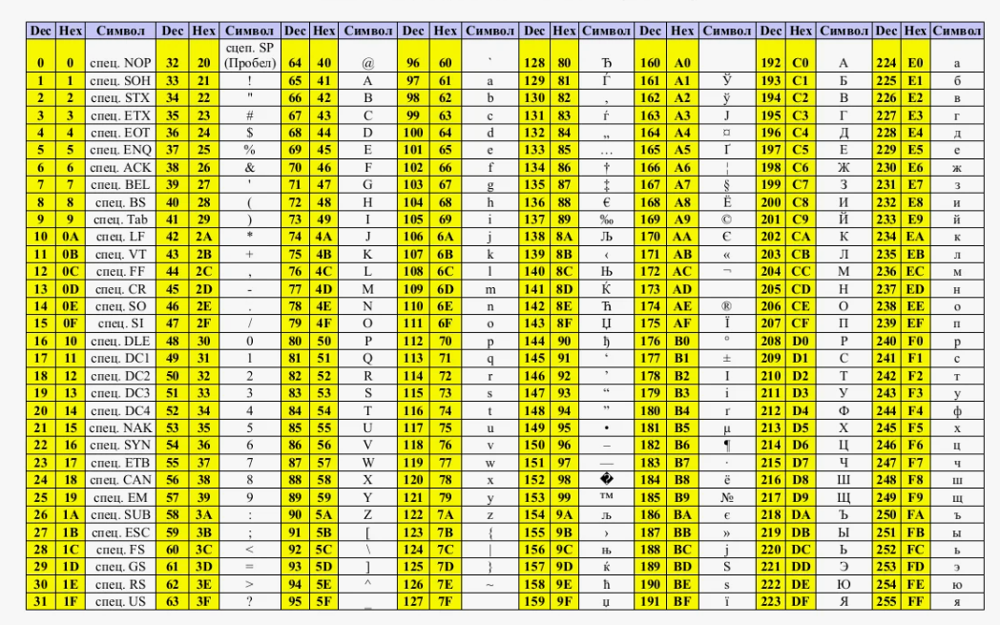 Dec Hex Символ Dec Hex Символ Dec Hex Символ Dec Hex Символ Dec Hex Символ Dec Hex Символ Dec Hex Символ Dec Hex Символ
0 0 спец. NOP 32 20 сцеп. SP (Пробел) 64 40 @ 96 60 ` 128 80 Ђ 160 A0 192 C0 А 224 E0 а
1 1 спец. SOH 33 21 ! 65 41 A 97 61 a 129 81 Ѓ 161 A1 Ў 193 C1 Б 225 E1 б
2 2 спец. STX 34 22 " 66 42 B 98 62 b 130 82 ‚ 162 A2 ў 194 C2 В 226 E2 в
3 3 спец. ETX 35 23 # 67 43 C 99 63 c 131 83 ѓ 163 A3 Ј 195 C3 Г 227 E3 г
4 4 спец. EOT 36 24 $ 68 44 D 100 64 d 132 84 „ 164 A4 ¤ 196 C4 Д 228 E4 д
5 5 спец. ENQ 37 25 % 69 45 E 101 65 e 133 85 … 165 A5 Ґ 197 C5 Е 229 E5 е
6 6 спец. ACK 38 26 & 70 46 F 102 66 f 134 86 † 166 A6 ¦ 198 C6 Ж 230 E6 ж
7 7 спец. BEL 39 27 ' 71 47 G 103 67 g 135 87 ‡ 167 A7 § 199 C7 З 231 E7 з
8 8 спец. BS 40 28 ( 72 48 H 104 68 h 136 88 € 168 A8 Ё 200 C8 И 232 E8 и
9 9 спец. Tab 41 29 ) 73 49 I 105 69 i 137 89 ‰ 169 A9 © 201 C9 Й 233 E9 й
10 0A спец. LF 42 2A * 74 4A J 106 6A j 138 8A Љ 170 AA Є 202 CA К 234 EA к
11 0B спец. VT 43 2B + 75 4B K 107 6B k 139 8B ‹ 171 AB « 203 CB Л 235 EB л
12 0C спец. FF 44 2C , 76 4C L 108 6C l 140 8C Њ 172 AC ¬ 204 CC М 236 EC м
13 0D спец. CR 45 2D - 77 4D M 109 6D m 141 8D Ќ 173 AD 205 CD Н 237 ED н
14 0E спец. SO 46 2E . 78 4E N 110 6E n 142 8E Ћ 174 AE ® 206 CE О 238 EE о
15 0F спец. SI 47 2F / 79 4F O 111 6F o 143 8F Џ 175 AF Ї 207 CF П 239 EF п
16 10 спец. DLE 48 30 0 80 50 P 112 70 p 144 90 ђ 176 B0 ° 208 D0 Р 240 F0 р
17 11 спец. DC1 49 31 1 81 51 Q 113 71 q 145 91 ‘ 177 B1 ± 209 D1 С 241 F1 с
18 12 спец. DC2 50 32 2 82 52 R 114 72 r 146 92 ’ 178 B2 І 210 D2 Т 242 F2 т
19 13 спец. DC3 51 33 3 83 53 S 115 73 s 147 93 “ 179 B3 і 211 D3 У 243 F3 у
20 14 спец. DC4 52 34 4 84 54 T 116 74 t 148 94 ” 180 B4 ґ 212 D4 Ф 244 F4 ф
21 15 спец. NAK 53 35 5 85 55 U 117 75 u 149 95 • 181 B5 µ 213 D5 Х 245 F5 х
22 16 спец. SYN 54 36 6 86 56 V 118 76 v 150 96 – 182 B6 ¶ 214 D6 Ц 246 F6 ц
23 17 спец. ETB 55 37 7 87 57 W 119 77 w 151 97 — 183 B7 · 215 D7 Ч 247 F7 ч
24 18 спец. CAN 56 38 8 88 58 X 120 78 x 152 98 � 184 B8 ё 216 D8 Ш 248 F8 ш
25 19 спец. EM 57 39 9 89 59 Y 121 79 y 153 99 ™ 185 B9 № 217 D9 Щ 249 F9 щ
26 1A спец. SUB 58 3A : 90 5A Z 122 7A z 154 9A љ 186 BA є 218 DA Ъ 250 FA ъ
27 1B спец. ESC 59 3B ; 91 5B [ 123 7B { 155 9B › 187 BB » 219 DB Ы 251 FB ы
28 1C спец. FS 60 3C < 92 5C \ 124 7C | 156 9C њ 188 BC ј 220 DC Ь 252 FC ь
29 1D спец. GS 61 3D = 93 5D ] 125 7D } 157 9D ќ 189 BD Ѕ 221 DD Э 253 FD э
30 1E спец. RS 62 3E > 94 5E ^ 126 7E ~ 158 9E ћ 190 BE ѕ 222 DE Ю 254 FE ю
31 1F спец. US 63 3F ? 95 5F _ 127 7F 159 9F џ 191 BF ї 223 DF Я 255 FF я